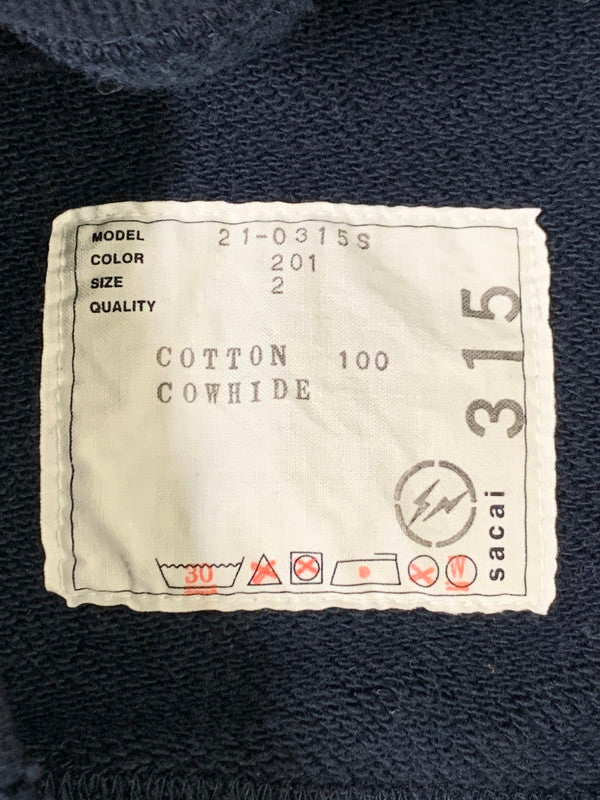 MODEL 21-0315S
COLOR 201
SIZE 2
QUALITY
COTTON 100
COWHIDE
315
sacai
30
W